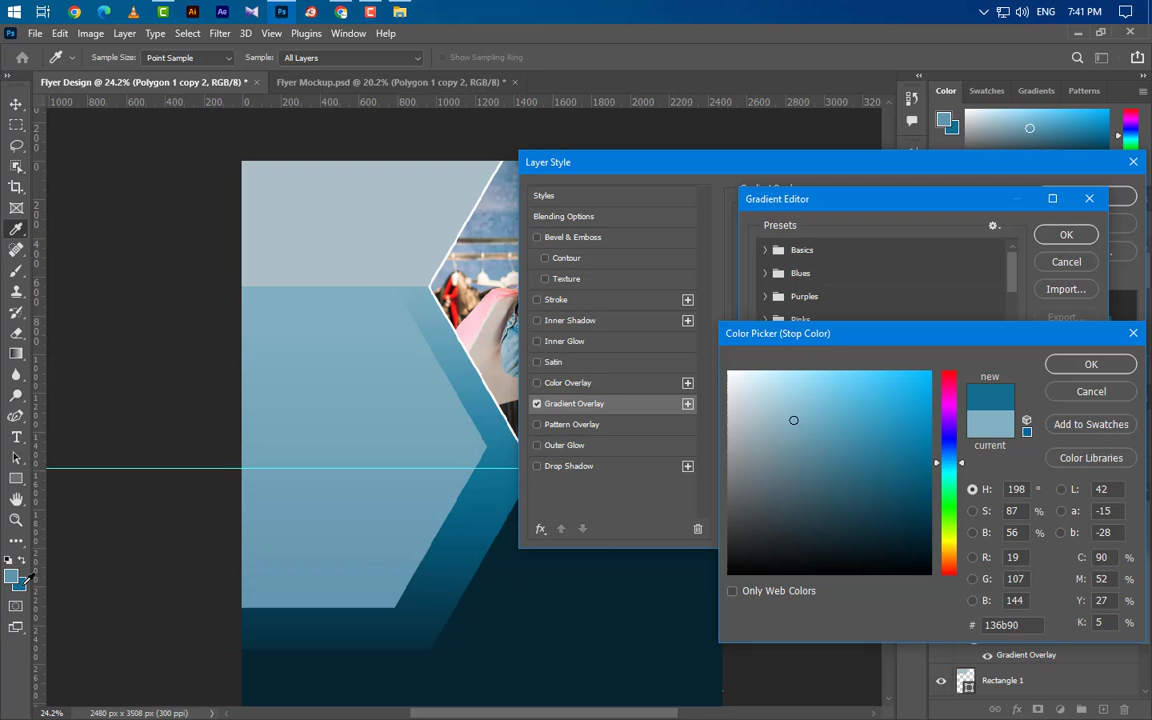 ENG 7:41 PM
File Edit Image Layer Type Select Filter 3D View Plugins Window Help
Sample Size: Point Sample Sample: All Layers Show Sampling Ring
Flyer Design @ 24.2% (Polygon 1 copy 2, RGB/8) * × Flyer Mockup.psd @ 20.2% (Polygon 1 copy 2, RGB/8) * ×
Color Swatches Gradients Patterns
1000 800 600 400 200 0 200 400 600 800 1000 1200 1400 1600 1800 2000 2200 2400 2600 2800 3000 320
Layer Style
Styles
Blending Options
Bevel & Emboss
Contour
Texture
Stroke
Inner Shadow
Inner Glow
Satin
Color Overlay
Gradient Overlay
Pattern Overlay
Outer Glow
Drop Shadow
Gradient Editor
Presets
Basics
Blues
Purples
OK
Cancel
Import...
Export...
Color Picker (Stop Color)
new
current
OK
Cancel
Add to Swatches
Color Libraries
H: 198 ° L: 42
S: 87 % a: -15
B: 56 % b: -28
R: 19 C: 90 %
G: 107 M: 52 %
B: 144 Y: 27 %
# 136b90 K: 5 %
Only Web Colors
Gradient Overlay
Rectangle 1
24.2% 2480 px x 3508 px (300 ppi)